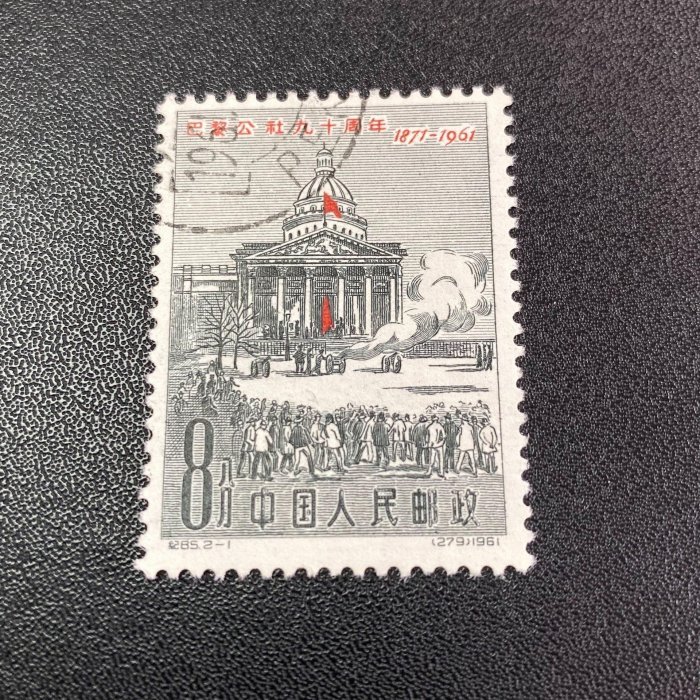 巴黎公社九十周年 1871-1961
8分 中国人民邮政
纪85.2-1 (279)1961